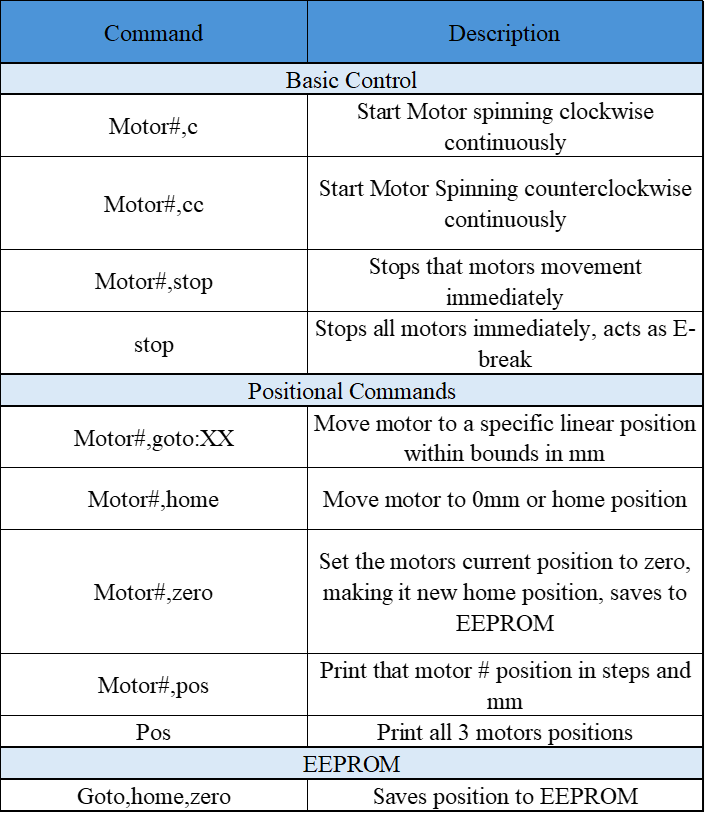 Command Description
Basic Control
Motor#,c
Start Motor spinning clockwise
continuously
Motor#,cc
Start Motor Spinning counterclockwise
continuously
Motor#,stop
Stops that motors movement
immediately
stop
Stops all motors immediately, acts as E-
break
Positional Commands
Motor#,goto:XX
Move motor to a specific linear position
within bounds in mm
Motor#,home
Move motor to 0mm or home position
Motor#,zero
Set the motors current position to zero,
making it new home position, saves to
EEPROM
Motor#,pos
Print that motor # position in steps and
mm
Pos
Print all 3 motors positions
EEPROM
Goto,home,zero
Saves position to EEPROM